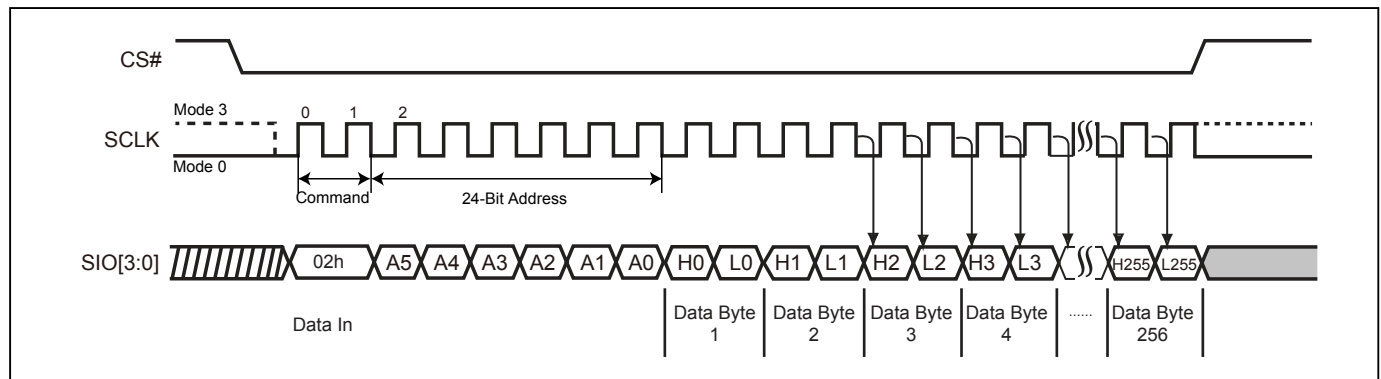 CS#
Mode 3
0 1 2
SCLK
Mode 0
Command
24-Bit Address
SIO[3:0]
02h A5 A4 A3 A2 A1 A0 H0 L0 H1 L1 H2 L2 H3 L3 H255 L255
Data In
Data Byte Data Byte Data Byte Data Byte ...... Data Byte
1 2 3 4 256